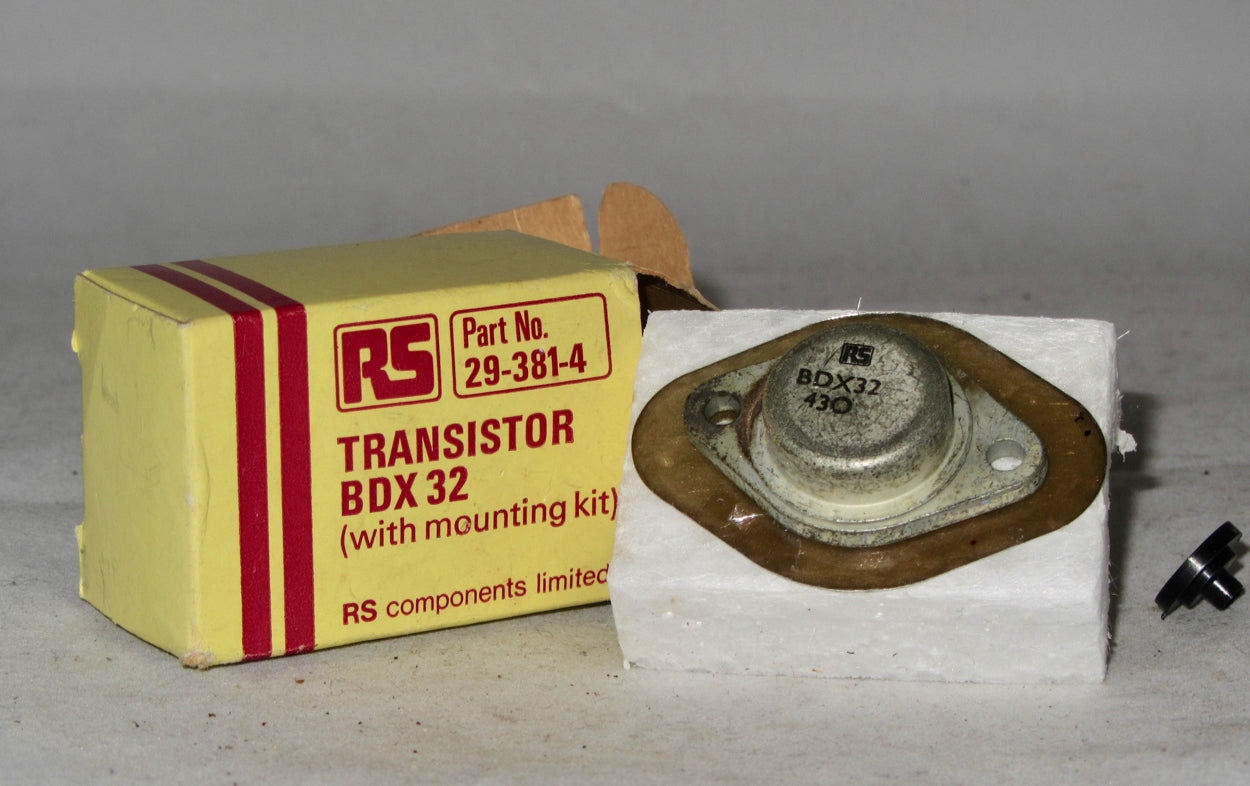 RS
Part No.
29-381-4
TRANSISTOR
BDX 32
(with mounting kit)
RS components limited
RS
BDX32
430